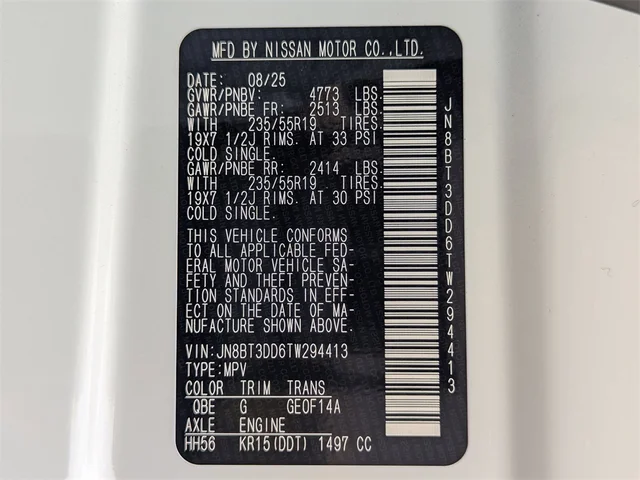 MFD BY NISSAN MOTOR CO.,LTD.
DATE: 08/25
GVWR/PNBV: 4773 LBS.
GAWR/PNBE FR: 2513 LBS.
WITH 235/55R19 TIRES.
19X7 1/2J RIMS. AT 33 PSI
COLD SINGLE.
GAWR/PNBE RR: 2414 LBS.
WITH 235/55R19 TIRES.
19X7 1/2J RIMS. AT 30 PSI
COLD SINGLE.
THIS VEHICLE CONFORMS
TO ALL APPLICABLE FED-
ERAL MOTOR VEHICLE SA-
FETY AND THEFT PREVEN-
TION STANDARDS IN EFF-
ECT ON THE DATE OF MA-
NUFACTURE SHOWN ABOVE.
VIN: JN8BT3DD6TW294413
TYPE: MPV
COLOR TRIM TRANS
QBE G GE0F14A
AXLE ENGINE
HH56 KR15(DDT) 1497 CC
JN8BT3DD6TW294413